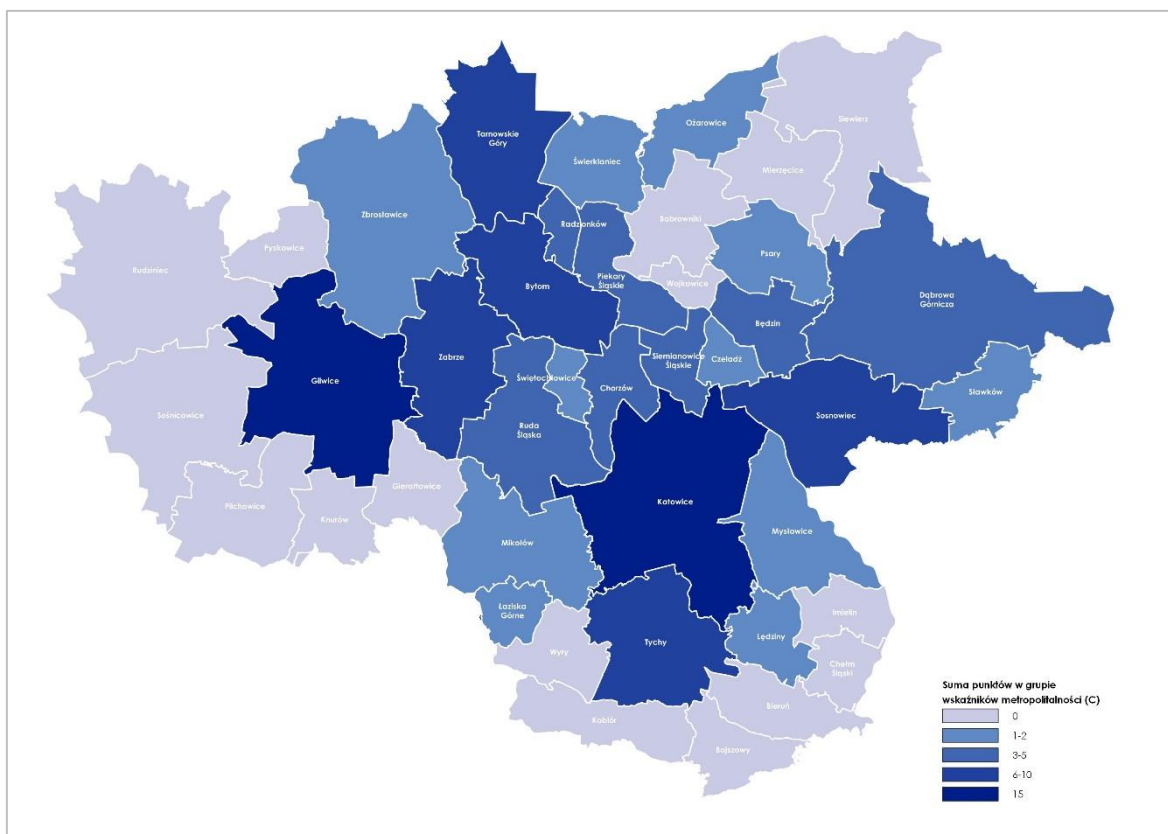 Tarnowskie
Góry
Ożarowice
Siewierz
Świerklaniec
Mierzęcice
Zbrosławice
Radzionków
Bobrowniki
Pyskowice
Psary
Rudziniec
Bytom
Piekary
Śląskie
Wojkowice
Dąbrowa
Górnicza
Będzin
Zabrze
Siemianowice
Śląskie
Czeladź
Gliwice
Świętochłowice
Chorzów
Sławków
Sośnicowice
Ruda
Śląska
Sosnowiec
Gierałtowice
Katowice
Pilchowice
Knurów
Mysłowice
Mikołów
Łaziska
Górne
Imielin
Lędziny
Wyry
Tychy
Chełm
Śląski
Bieruń
Kobiór
Bojszowy
Suma punktów w grupie
wskaźników metropolitalności (C)
0
1-2
3-5
6-10
15